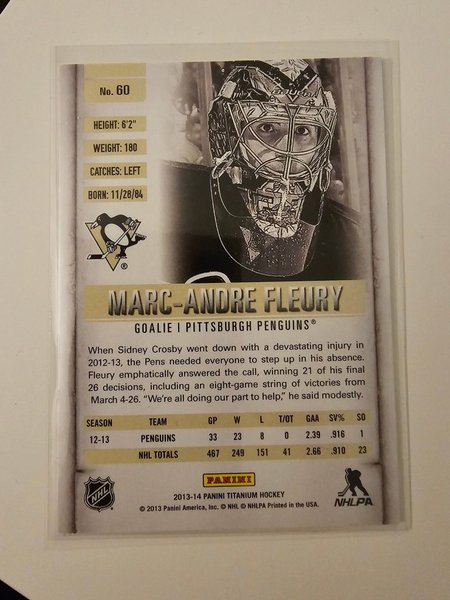 No. 60
HEIGHT: 6'2"
WEIGHT: 180
CATCHES: LEFT
BORN: 11/28/84
MARC-ANDRE FLEURY
GOALIE | PITTSBURGH PENGUINS®
When Sidney Crosby went down with a devastating injury in
2012-13, the Pens needed everyone to step up in his absence.
Fleury emphatically answered the call, winning 21 of his final
26 decisions, including an eight-game string of victories from
March 4-26. “We're all doing our part to help,” he said modestly.
SEASON TEAM GP W L T/OT GAA SV% SO
12-13 PENGUINS 33 23 8 0 2.39 .916 1
NHL TOTALS 467 249 151 41 2.66 .910 23
PANINI
NHL
2013-14 PANINI TITANIUM HOCKEY
© 2013 Panini America, Inc. © NHL © NHLPA Printed in the USA.
NHLPA